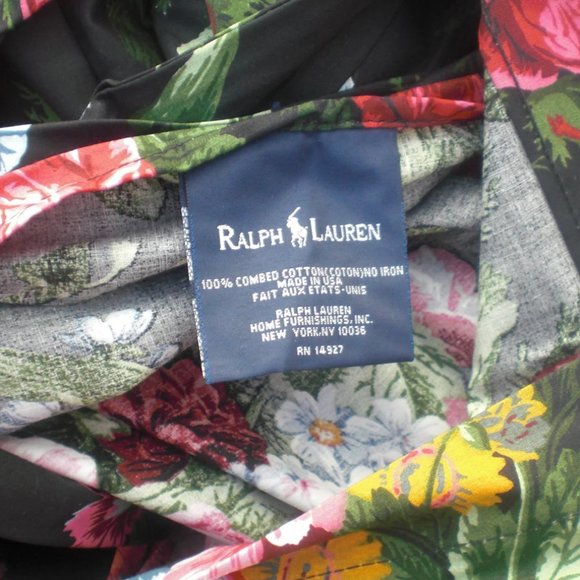 RALPH LAUREN
100% COMBED COTTON(COTON)NO IRON
MADE IN USA
FAIT AUX ETATS-UNIS
RALPH LAUREN
HOME FURNISHINGS, INC.
NEW YORK,NY 10036
RN 14927